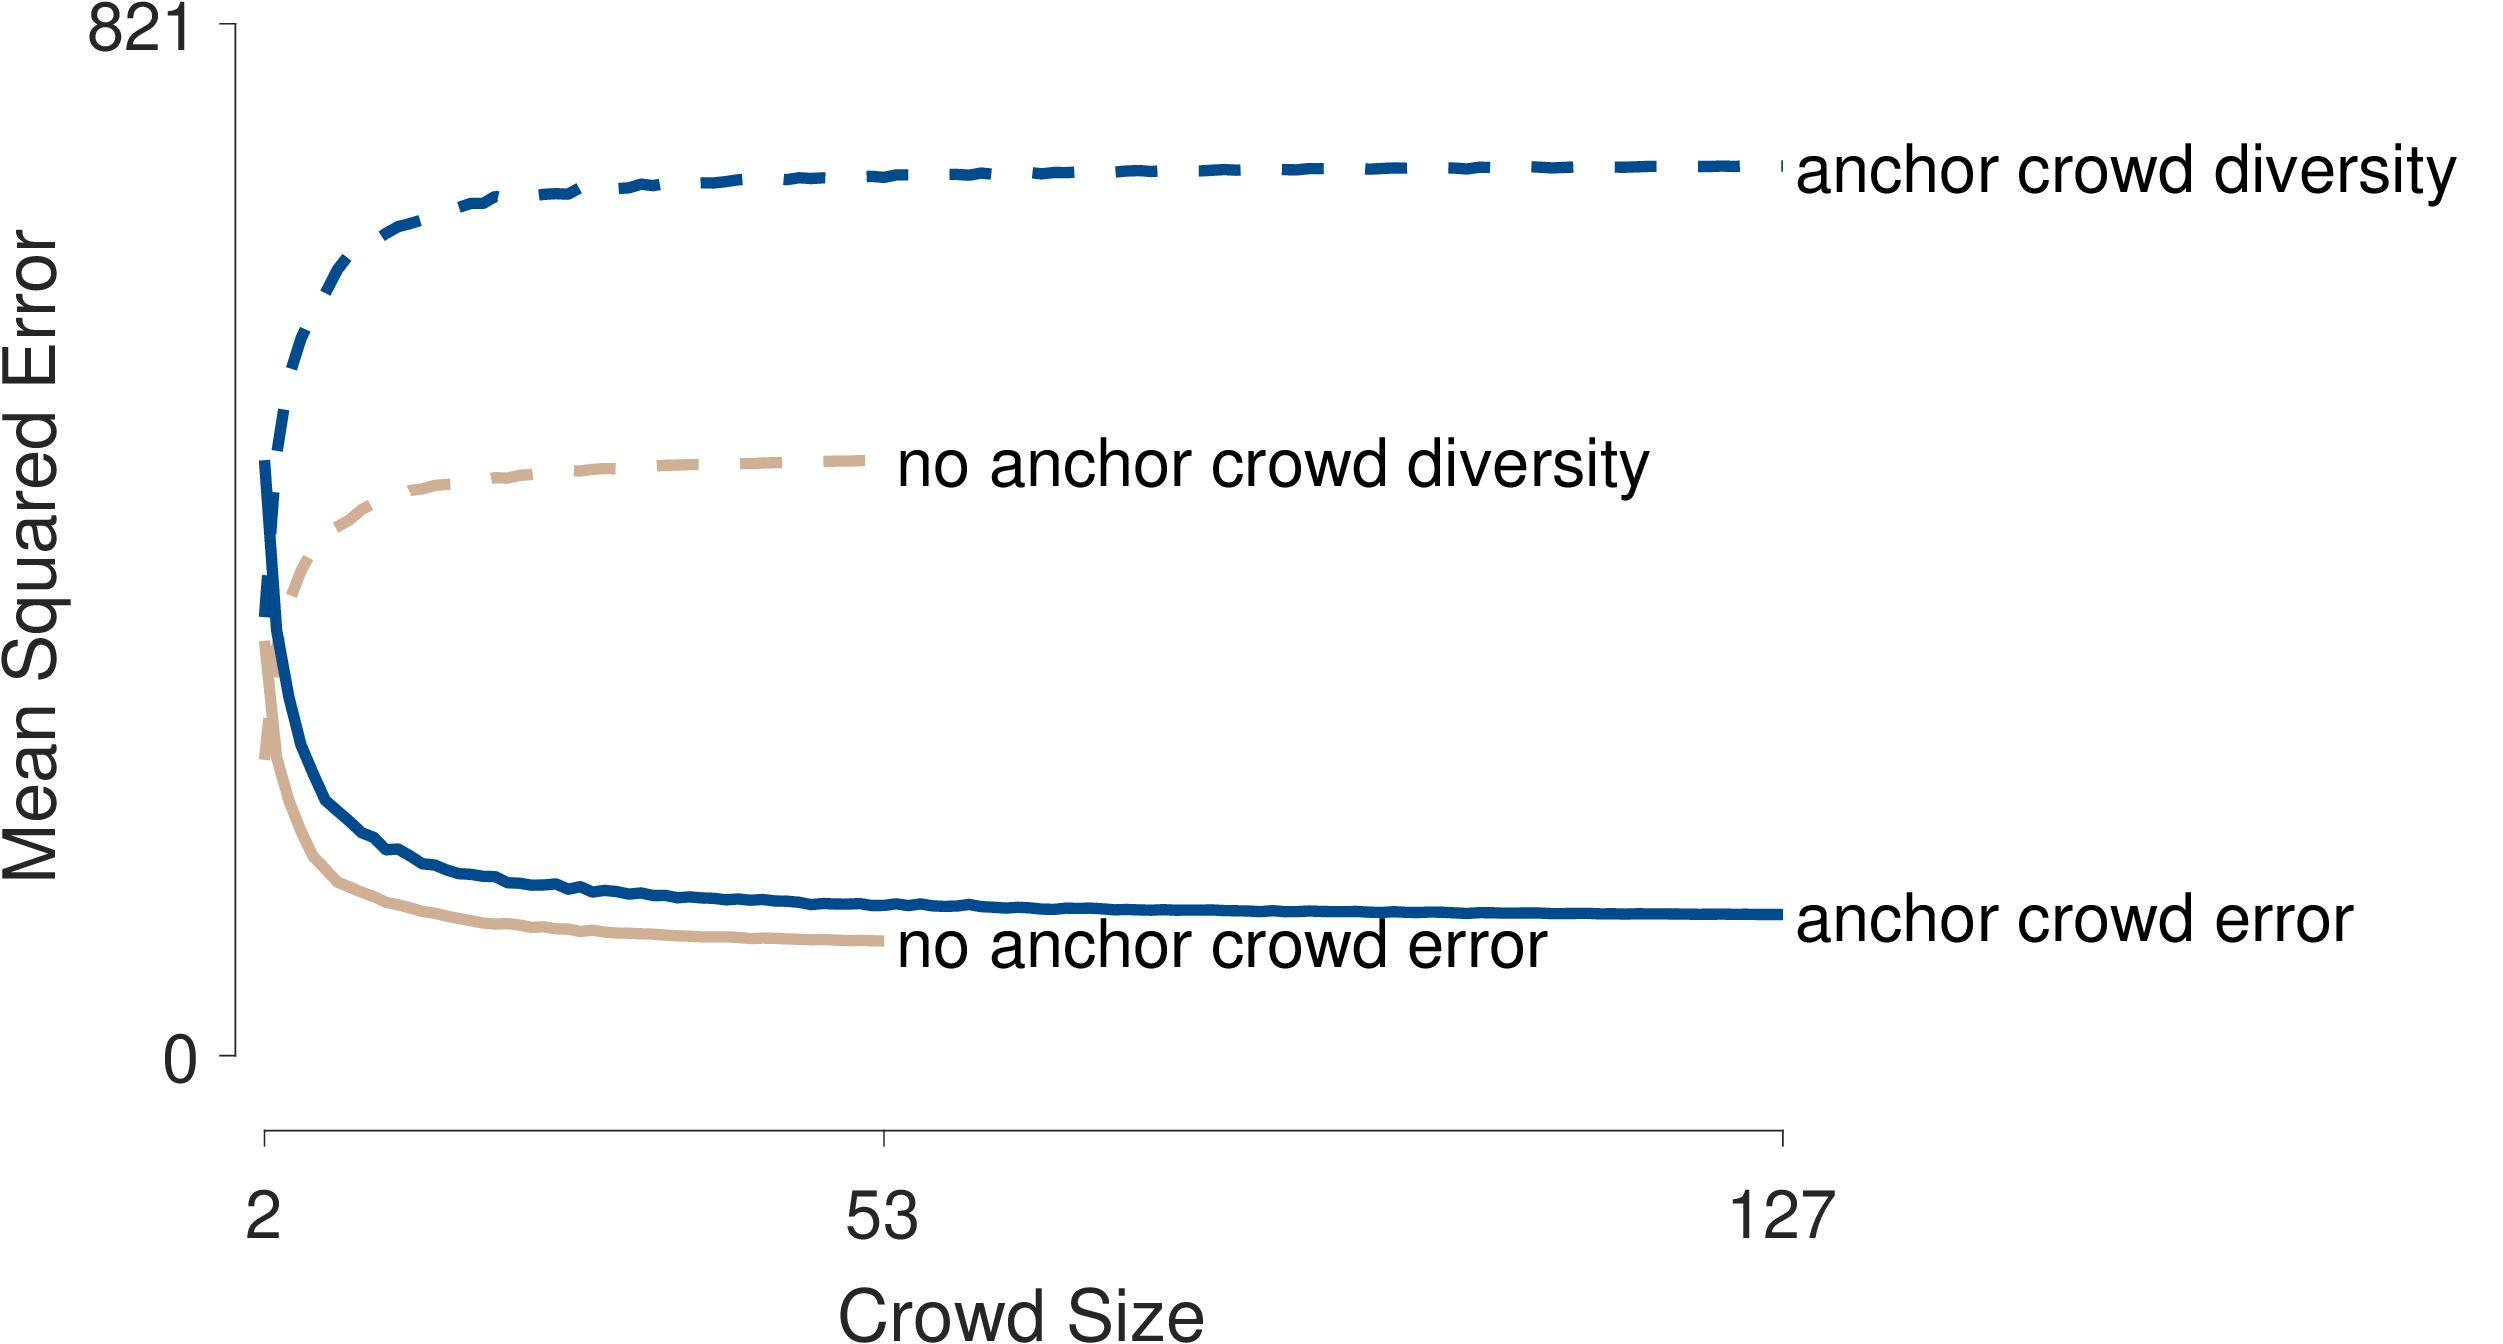 821
Mean Squared Error
anchor crowd diversity
no anchor crowd diversity
anchor crowd error
no anchor crowd error
0
2
53
127
Crowd Size